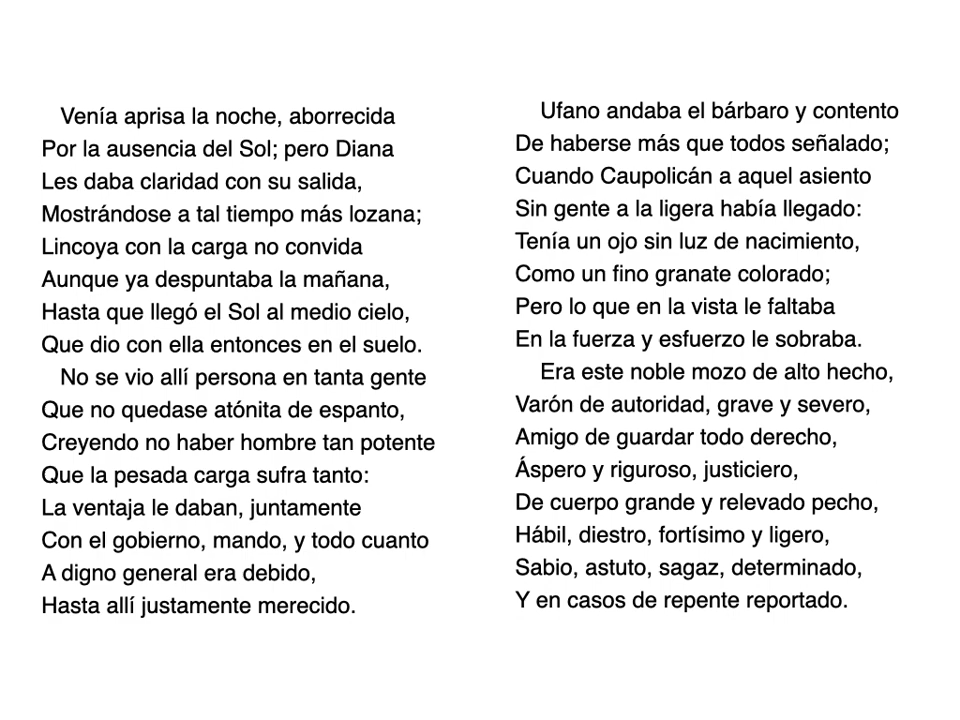 Venía aprisa la noche, aborrecida
Por la ausencia del Sol; pero Diana
Les daba claridad con su salida,
Mostrándose a tal tiempo más lozana;
Lincoya con la carga no convida
Aunque ya despuntaba la mañana,
Hasta que llegó el Sol al medio cielo,
Que dio con ella entonces en el suelo.
No se vio allí persona en tanta gente
Que no quedase atónita de espanto,
Creyendo no haber hombre tan potente
Que la pesada carga sufra tanto:
La ventaja le daban, juntamente
Con el gobierno, mando, y todo cuanto
A digno general era debido,
Hasta allí justamente merecido.
Ufano andaba el bárbaro y contento
De haberse más que todos señalado;
Cuando Caupolicán a aquel asiento
Sin gente a la ligera había llegado:
Tenía un ojo sin luz de nacimiento,
Como un fino granate colorado;
Pero lo que en la vista le faltaba
En la fuerza y esfuerzo le sobraba.
Era este noble mozo de alto hecho,
Varón de autoridad, grave y severo,
Amigo de guardar todo derecho,
Áspero y riguroso, justiciero,
De cuerpo grande y relevado pecho,
Hábil, diestro, fortísimo y ligero,
Sabio, astuto, sagaz, determinado,
Y en casos de repente reportado.